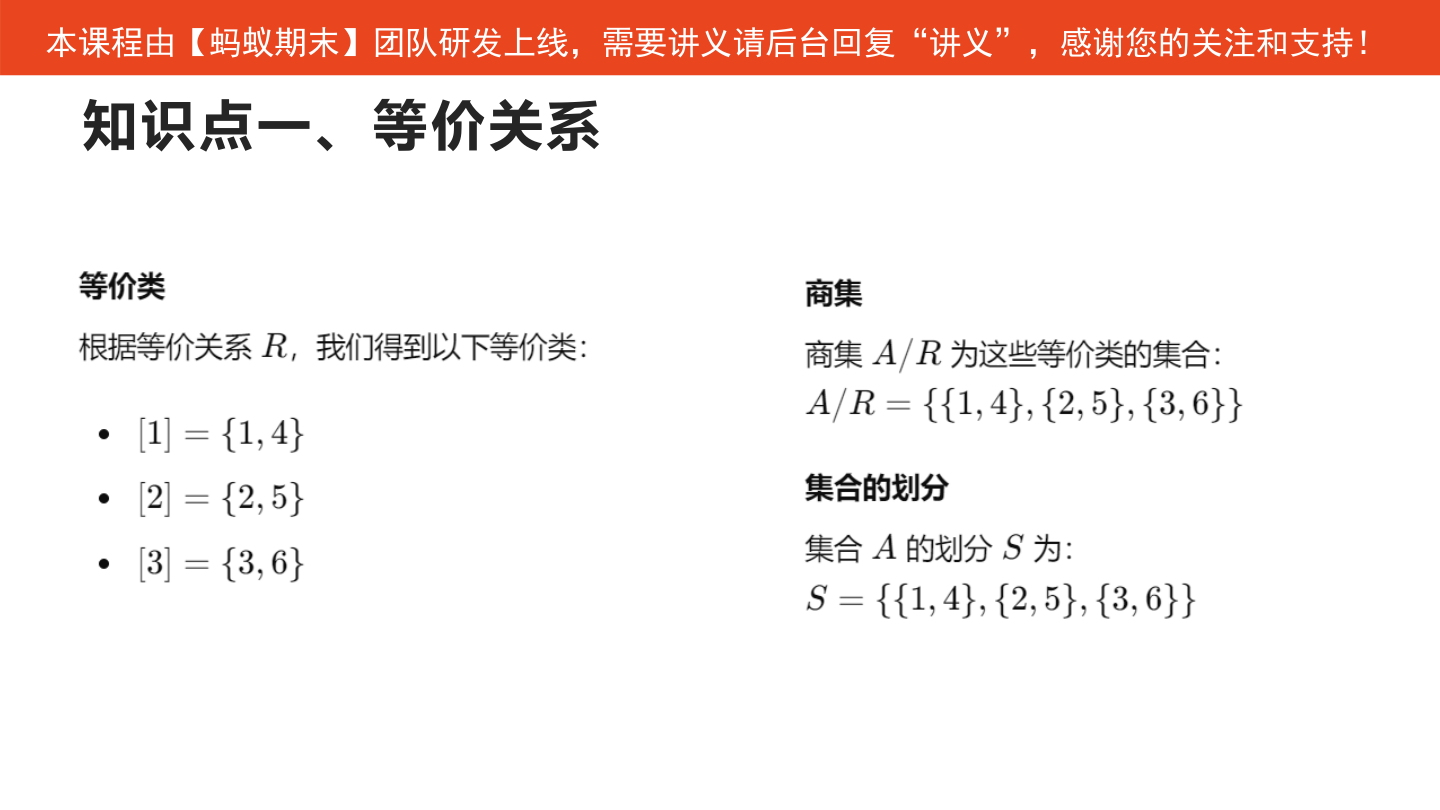 本课程由【蚂蚁期末】团队研发上线，需要讲义请后台回复“讲义”，感谢您的关注和支持！
知识点一、等价关系
等价类
根据等价关系 R，我们得到以下等价类：
• [1] = {1, 4}
• [2] = {2, 5}
• [3] = {3, 6}
商集
商集 A/R 为这些等价类的集合：
A/R = {{1, 4}, {2, 5}, {3, 6}}
集合的划分
集合 A 的划分 S 为：
S = {{1, 4}, {2, 5}, {3, 6}}